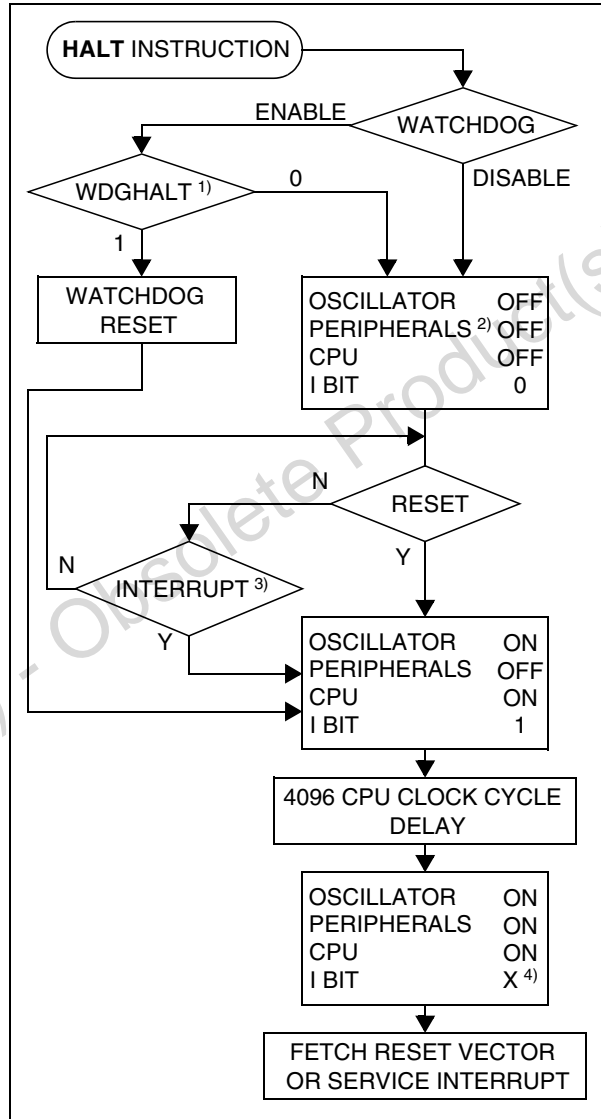 HALT INSTRUCTION
WATCHDOG
ENABLE
DISABLE
WDGHALT 1)
0
1
WATCHDOG
RESET
OSCILLATOR OFF
PERIPHERALS 2) OFF
CPU OFF
I BIT 0
RESET
N
Y
INTERRUPT 3)
N
Y
OSCILLATOR ON
PERIPHERALS OFF
CPU ON
I BIT 1
4096 CPU CLOCK CYCLE
DELAY
OSCILLATOR ON
PERIPHERALS ON
CPU ON
I BIT X 4)
FETCH RESET VECTOR
OR SERVICE INTERRUPT
) - Obsolete Product(s